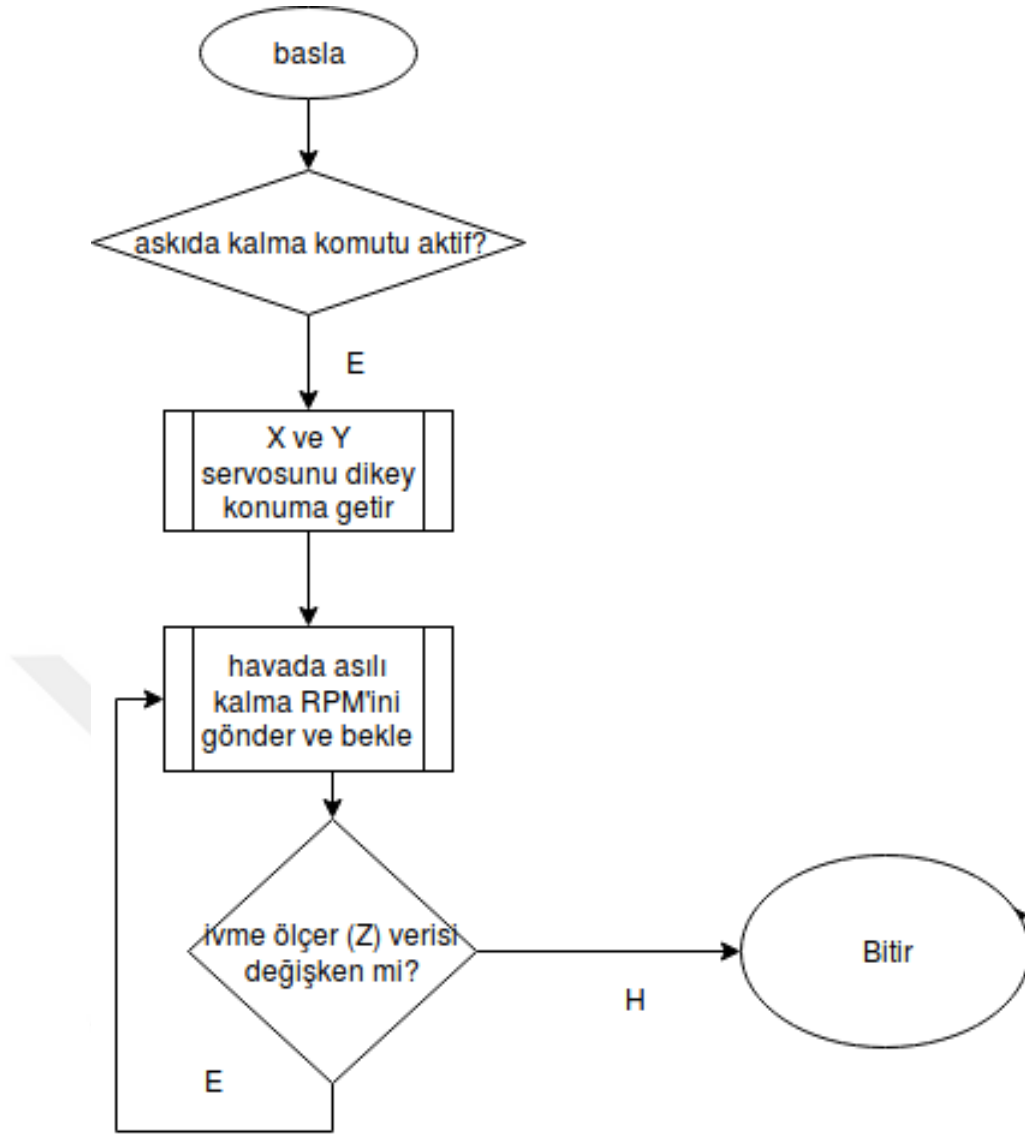 basla
askıda kalma komutu aktif?
E
X ve Y
servosunu dikey
konuma getir
havada asılı
kalma RPM'ini
gönder ve bekle
ivme ölçer (Z) verisi
değişken mi?
H
E
Bitir